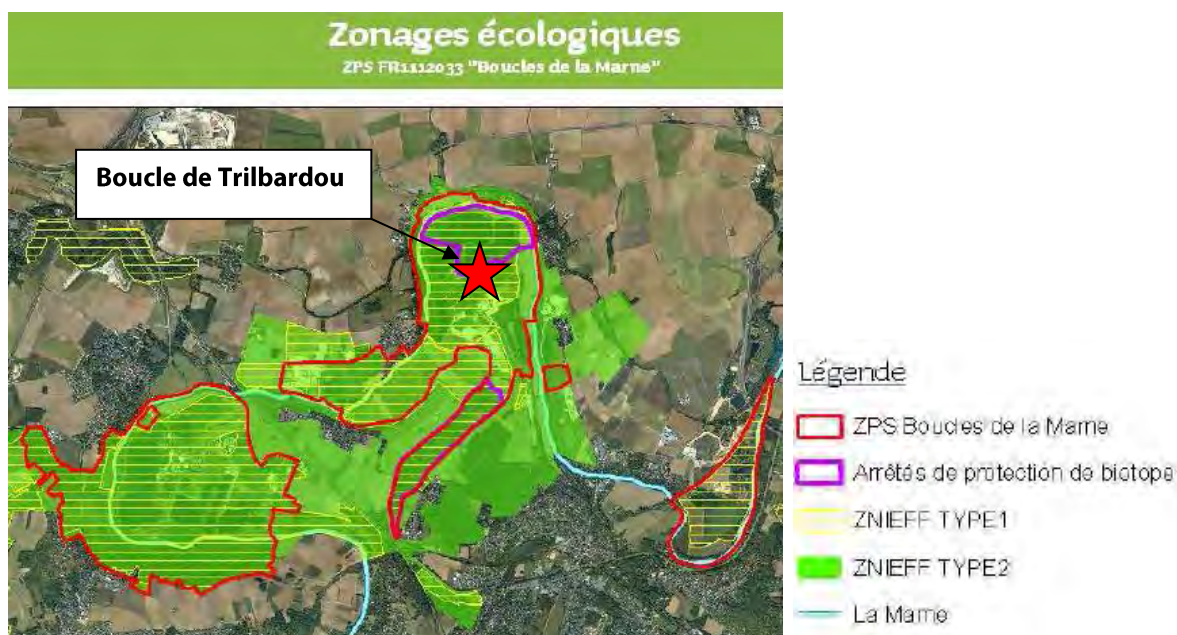 Zonages écologiques
ZPS FR1112033 "Boucles de la Marne"
Boucle de Trilbardou
Légende
ZPS Boucles de la Marne
Arrêtés de protection de biotope
ZNIEFF TYPE1
ZNIEFF TYPE2
La Marne